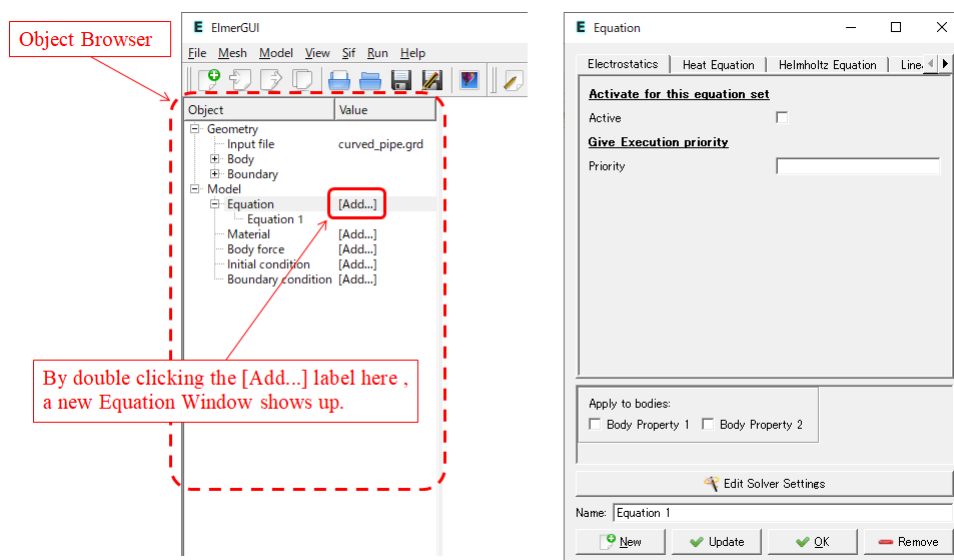 Object Browser
ElmerGUI
File Mesh Model View Sif Run Help
Object Value
Geometry
Input file curved_pipe.grd
Body
Boundary
Model
Equation [Add...]
Equation 1
Material [Add...]
Body force [Add...]
Initial condition [Add...]
Boundary condition [Add...]
By double clicking the [Add...] label here ,
a new Equation Window shows up.
Equation
Electrostatics Heat Equation Helmholtz Equation Line
Activate for this equation set
Active
Give Execution priority
Priority
Apply to bodies:
Body Property 1 Body Property 2
Edit Solver Settings
Name: Equation 1
New Update OK Remove